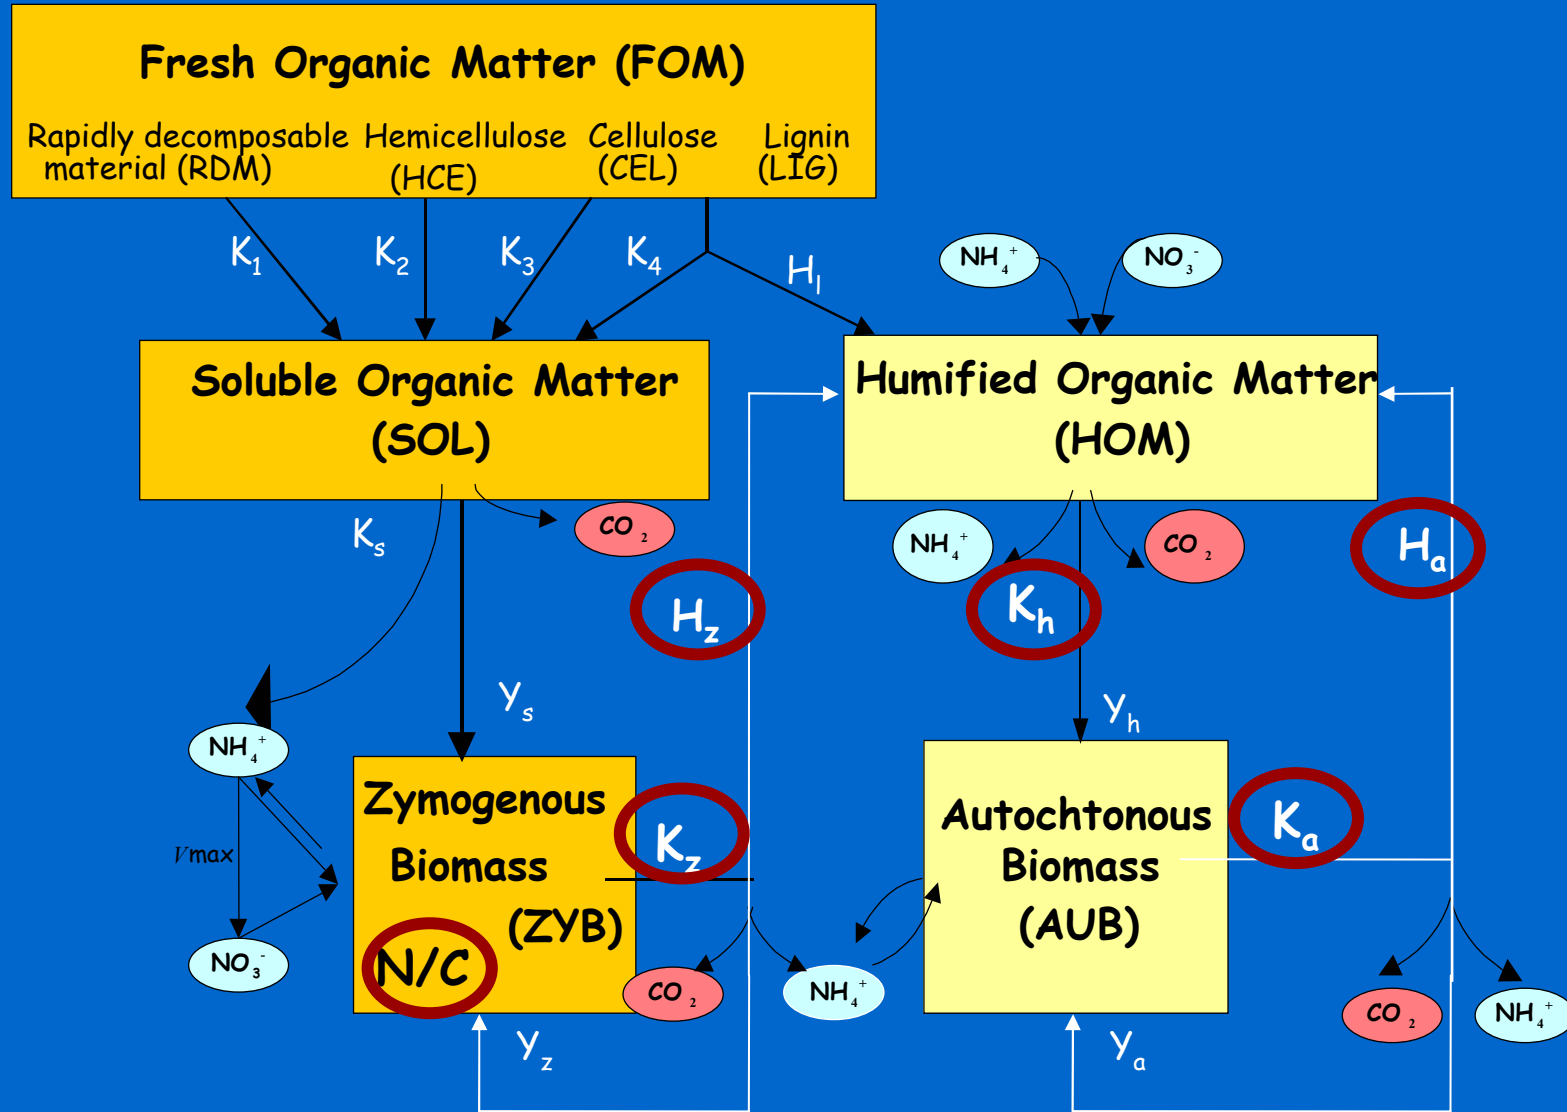 Fresh Organic Matter (FOM)
Rapidly decomposable
material (RDM)
Hemicellulose
(HCE)
Cellulose
(CEL)
Lignin
(LIG)
K1
K2
K3
K4
Hl
NH4+
NO3-
Soluble Organic Matter
(SOL)
Humified Organic Matter
(HOM)
Ks
CO2
NH4+
CO2
Ha
Hz
Kh
Ys
Yh
NH4+
Vmax
NO3-
Zymogenous
Biomass
(ZYB)
N/C
Kz
Autochtonous
Biomass
(AUB)
Ka
CO2
NH4+
CO2
NH4+
Yz
Ya